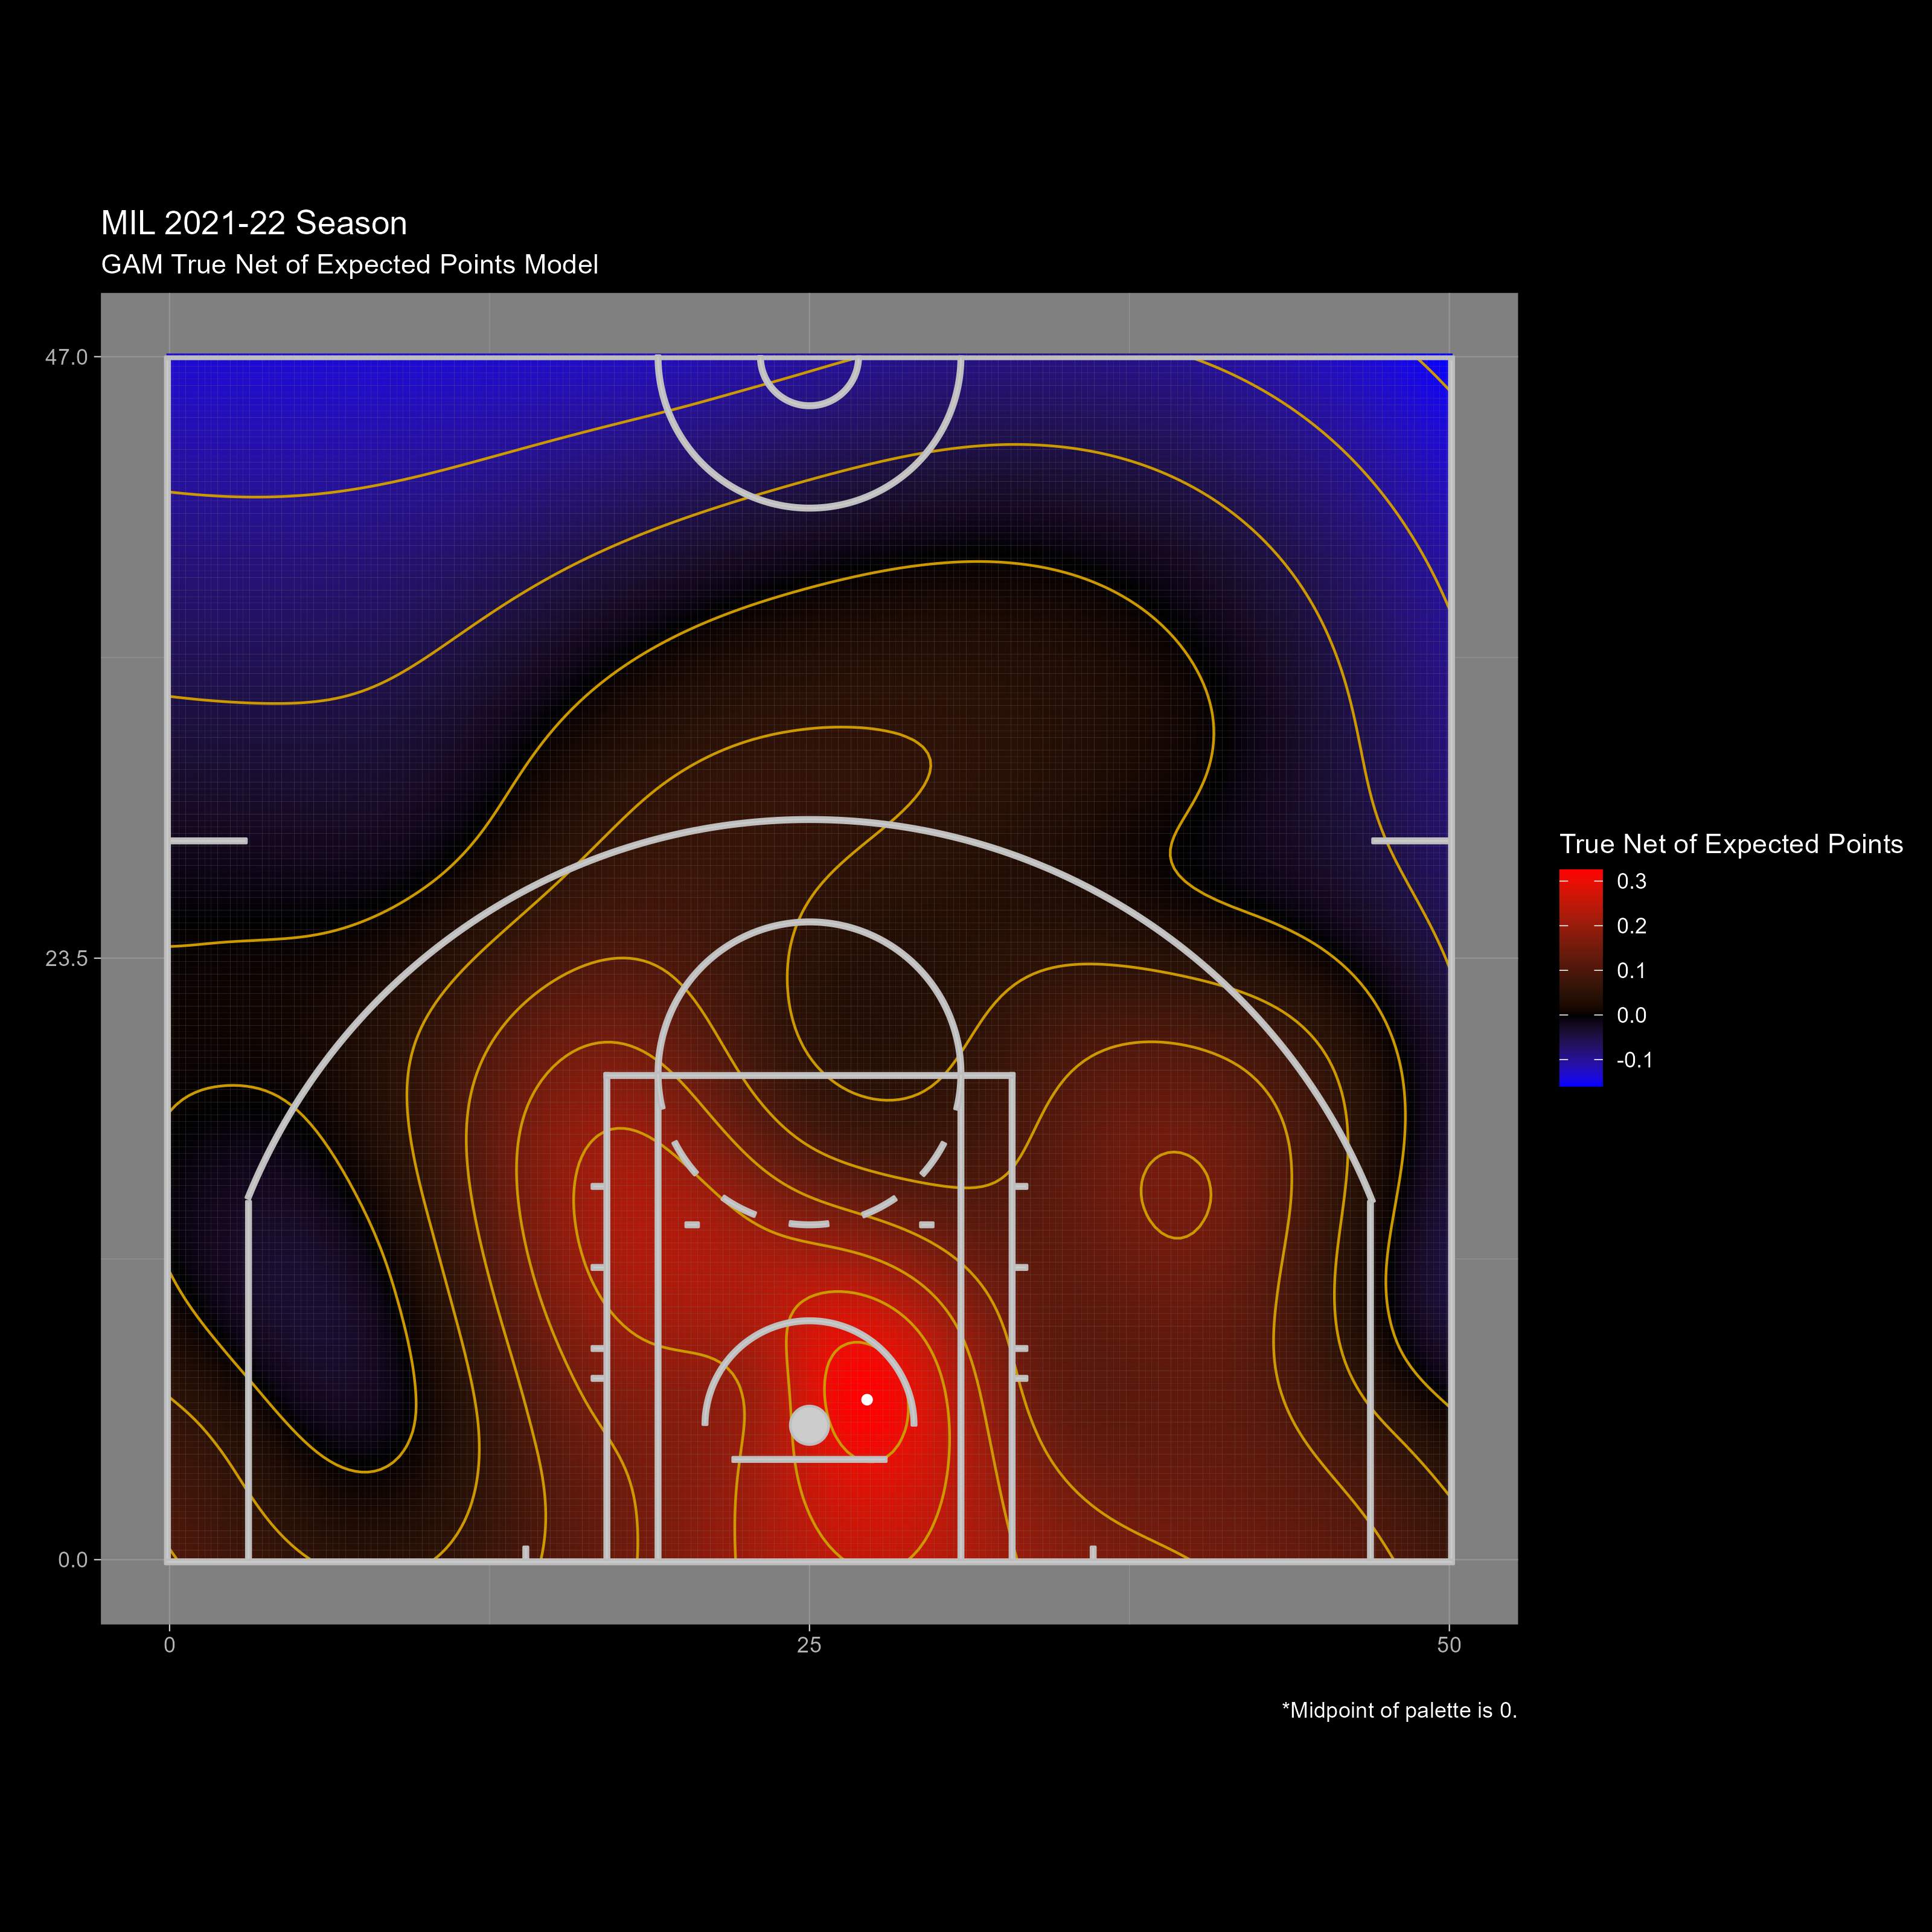 MIL 2021-22 Season
GAM True Net of Expected Points Model
47.0
23.5
0.0
0
25
50
True Net of Expected Points
0.3
0.2
0.1
0.0
-0.1
*Midpoint of palette is 0.